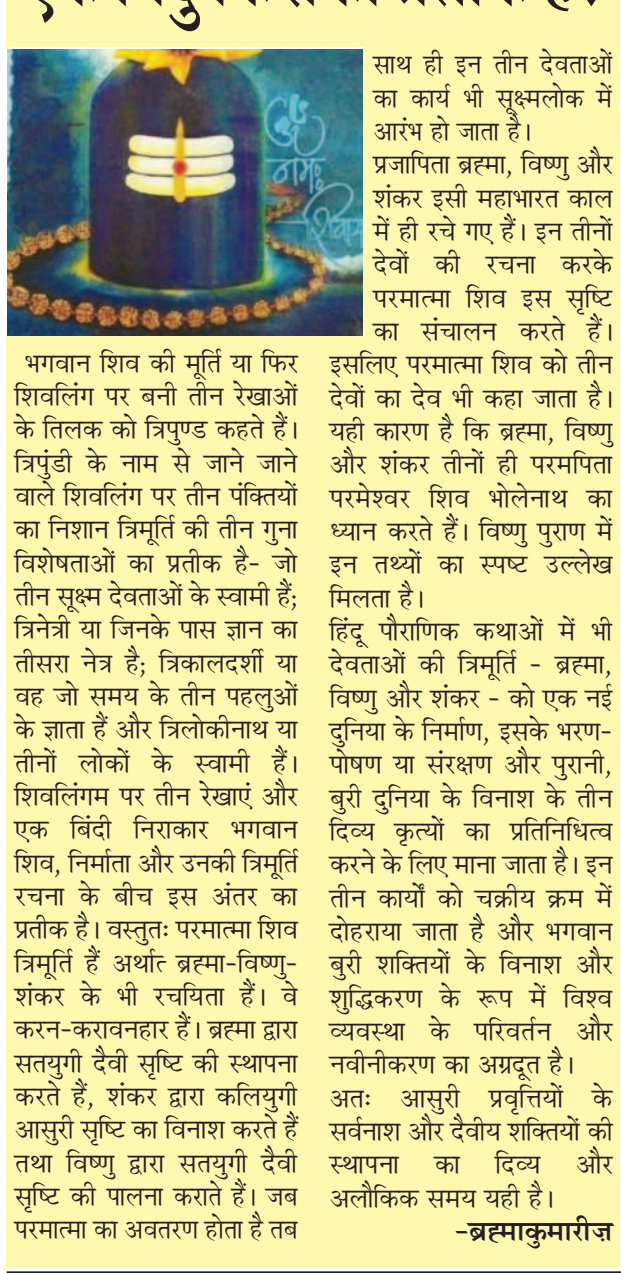 ॐ
नमः
शिवाय
भगवान शिव की मूर्ति या फिर
शिवलिंग पर बनी तीन रेखाओं
के तिलक को त्रिपुण्ड कहते हैं।
त्रिपुंडी के नाम से जाने जाने
वाले शिवलिंग पर तीन पंक्तियों
का निशान त्रिमूर्ति की तीन गुना
विशेषताओं का प्रतीक है- जो
तीन सूक्ष्म देवताओं के स्वामी हैं;
त्रिनेत्री या जिनके पास ज्ञान का
तीसरा नेत्र है; त्रिकालदर्शी या
वह जो समय के तीन पहलुओं
के ज्ञाता हैं और त्रिलोकीनाथ या
तीनों लोकों के स्वामी हैं।
शिवलिंगम पर तीन रेखाएं और
एक बिंदी निराकार भगवान
शिव, निर्माता और उनकी त्रिमूर्ति
रचना के बीच इस अंतर का
प्रतीक है। वस्तुतः परमात्मा शिव
त्रिमूर्ति हैं अर्थात ब्रह्मा-विष्णु-
शंकर के भी रचयिता हैं। वे
करन-करावनहार हैं। ब्रह्मा द्वारा
सतयुगी दैवी सृष्टि की स्थापना
करते हैं, शंकर द्वारा कलियुगी
आसुरी सृष्टि का विनाश करते हैं
तथा विष्णु द्वारा सतयुगी दैवी
सृष्टि की पालना कराते हैं। जब
परमात्मा का अवतरण होता है तब
साथ ही इन तीन देवताओं
का कार्य भी सूक्ष्मलोक में
आरंभ हो जाता है।
प्रजापिता ब्रह्मा, विष्णु और
शंकर इसी महाभारत काल
में ही रचे गए हैं। इन तीनों
देवों की रचना करके
परमात्मा शिव इस सृष्टि
का संचालन करते हैं।
इसलिए परमात्मा शिव को तीन
देवों का देव भी कहा जाता है।
यही कारण है कि ब्रह्मा, विष्णु
और शंकर तीनों ही परमपिता
परमेश्वर शिव भोलेनाथ का
ध्यान करते हैं। विष्णु पुराण में
इन तथ्यों का स्पष्ट उल्लेख
मिलता है।
हिंदू पौराणिक कथाओं में भी
देवताओं की त्रिमूर्ति - ब्रह्मा,
विष्णु और शंकर - को एक नई
दुनिया के निर्माण, इसके भरण-
पोषण या संरक्षण और पुरानी,
बुरी दुनिया के विनाश के तीन
दिव्य कृत्यों का प्रतिनिधित्व
करने के लिए माना जाता है। इन
तीन कार्यों को चक्रीय क्रम में
दोहराया जाता है और भगवान
बुरी शक्तियों के विनाश और
शुद्धिकरण के रूप में विश्व
व्यवस्था के परिवर्तन और
नवीनीकरण का अग्रदूत है।
अतः आसुरी प्रवृत्तियों के
सर्वनाश और दैवीय शक्तियों की
स्थापना का दिव्य और
अलौकिक समय यही है।
-ब्रह्माकुमारीज़